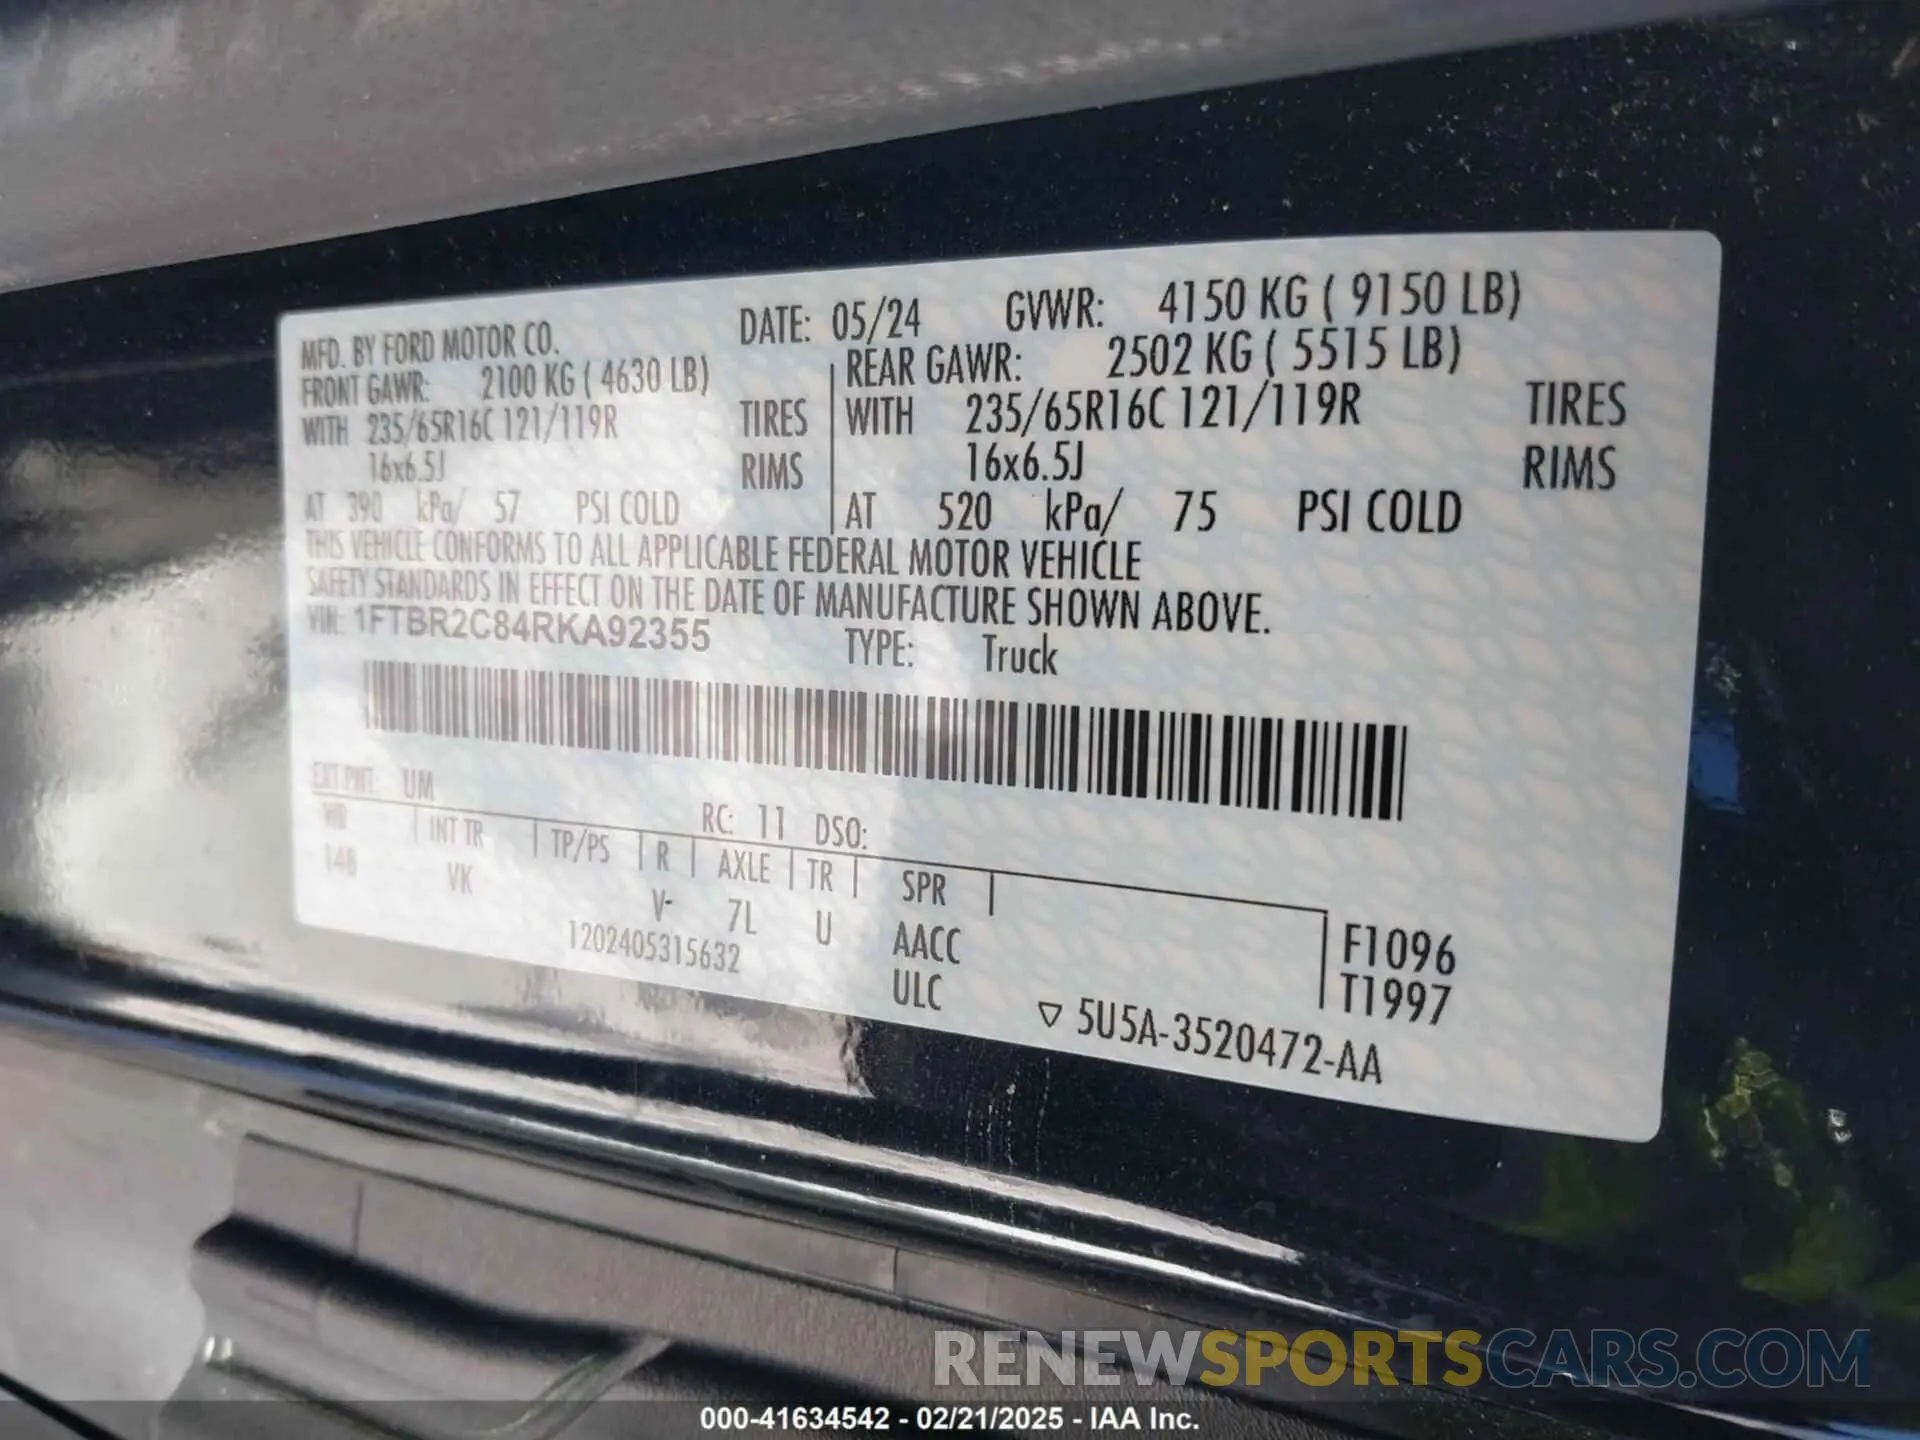 MFD. BY FORD MOTOR CO. DATE: 05/24 GVWR: 4150 KG ( 9150 LB)
FRONT GAWR: 2100 KG ( 4630 LB) REAR GAWR: 2502 KG ( 5515 LB)
WITH 235/65R16C 121/119R TIRES WITH 235/65R16C 121/119R TIRES
16x6.5J RIMS 16x6.5J RIMS
AT 390 kPa/ 57 PSI COLD AT 520 kPa/ 75 PSI COLD
THIS VEHICLE CONFORMS TO ALL APPLICABLE FEDERAL MOTOR VEHICLE
SAFETY STANDARDS IN EFFECT ON THE DATE OF MANUFACTURE SHOWN ABOVE.
VIN: 1FTBR2C84RKA92355 TYPE: Truck
EXT PNT: UM RC: 11 DSO:
WB INT TR TP/PS R AXLE TR SPR
148 VK V- 7L U AACC F1096
1202405315632 ULC T1997
▽ 5U5A-3520472-AA
RENEWSPORTSCARS.COM
000-41634542 - 02/21/2025 - IAA Inc.